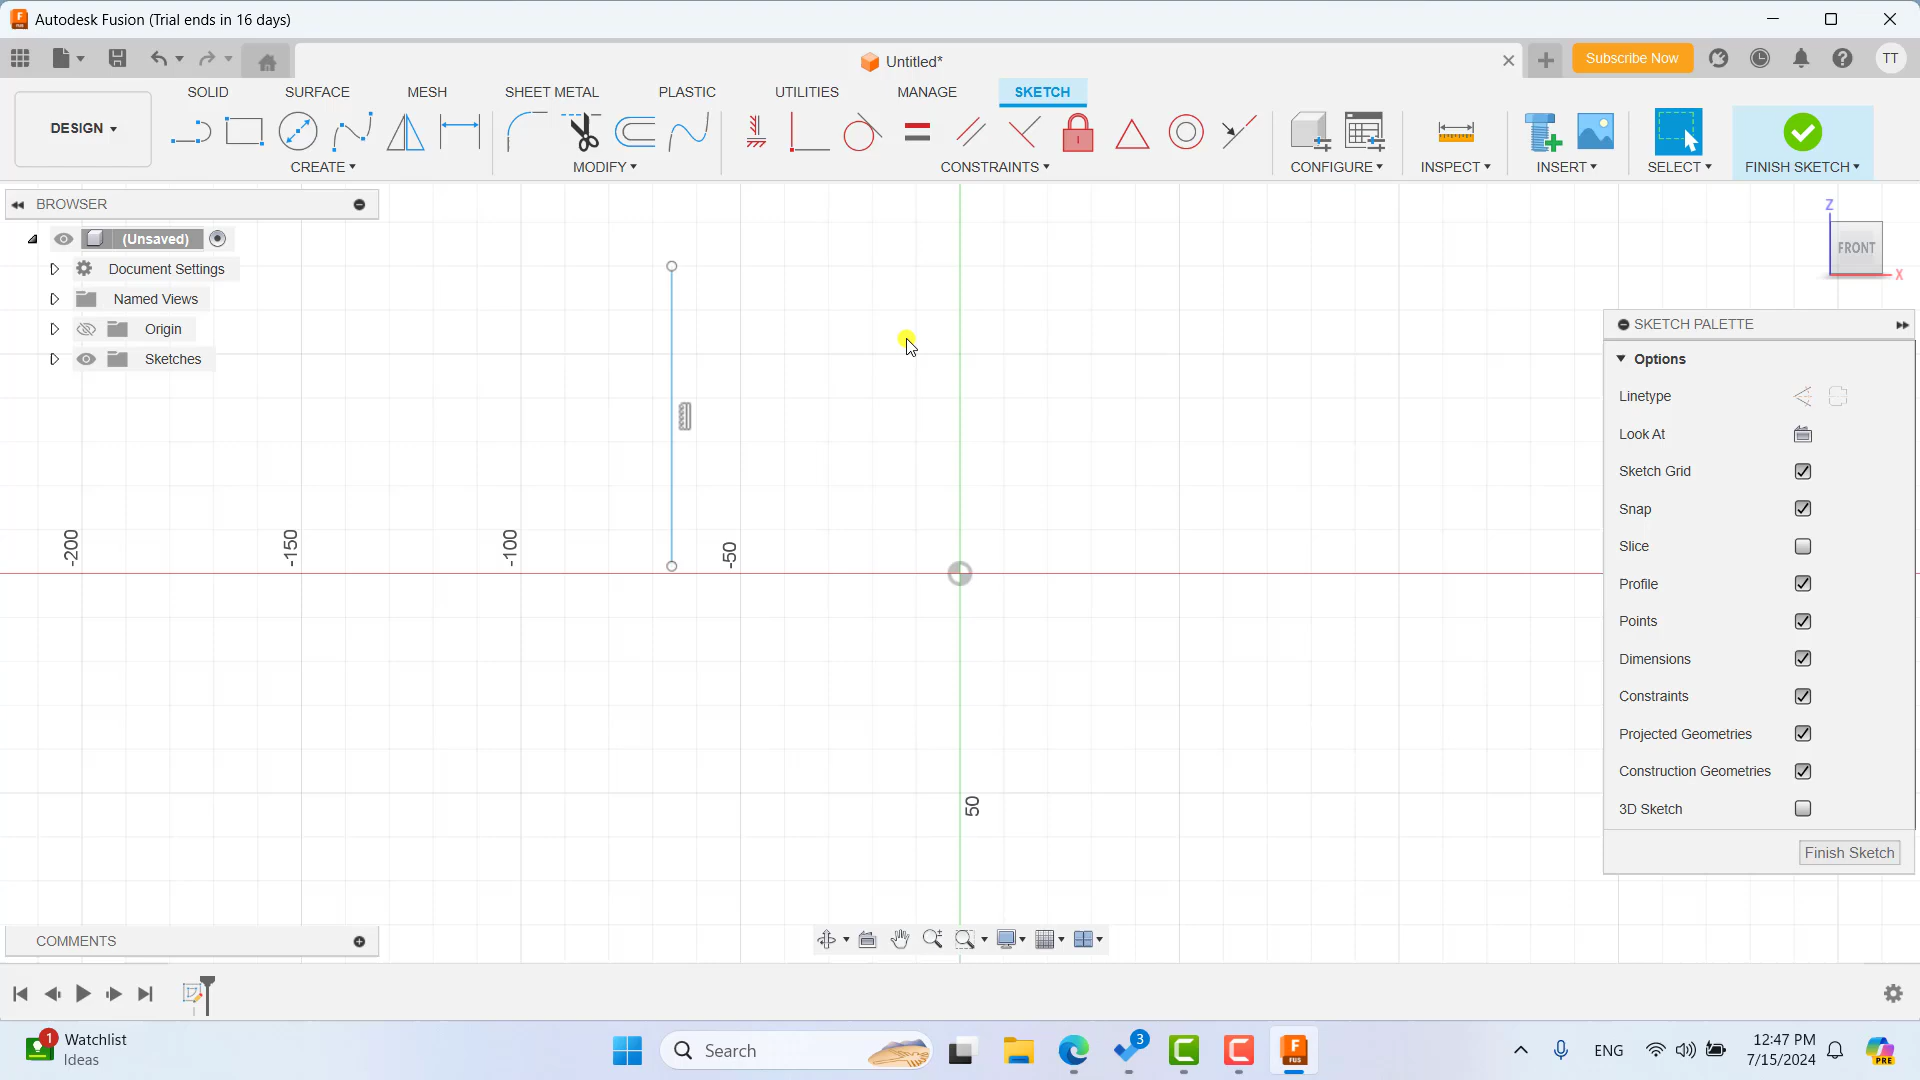 Autodesk Fusion (Trial ends in 16 days)
Untitled*
Subscribe Now
TT
DESIGN
SOLID
SURFACE
MESH
SHEET METAL
PLASTIC
UTILITIES
MANAGE
SKETCH
CREATE
MODIFY
CONSTRAINTS
CONFIGURE
INSPECT
INSERT
SELECT
FINISH SKETCH
BROWSER
(Unsaved)
Document Settings
Named Views
Origin
Sketches
Z
FRONT
X
-200
-150
-100
-50
50
SKETCH PALETTE
Options
Linetype
Look At
Sketch Grid
Snap
Slice
Profile
Points
Dimensions
Constraints
Projected Geometries
Construction Geometries
3D Sketch
Finish Sketch
COMMENTS
1
Watchlist
Ideas
Search
3
F
FUS
ENG
12:47 PM
7/15/2024
PRE